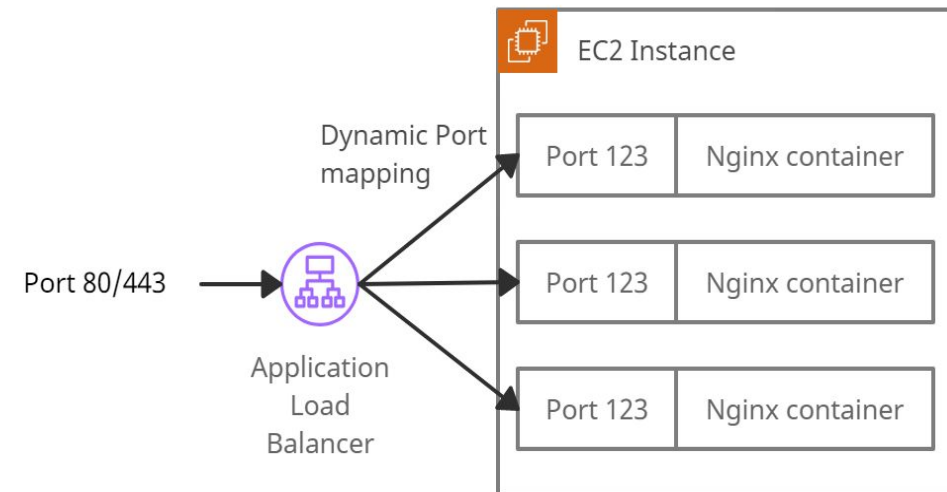 EC2 Instance
Dynamic Port
mapping
Port 123
Nginx container
Port 80/443
Port 123
Nginx container
Application
Load
Balancer
Port 123
Nginx container